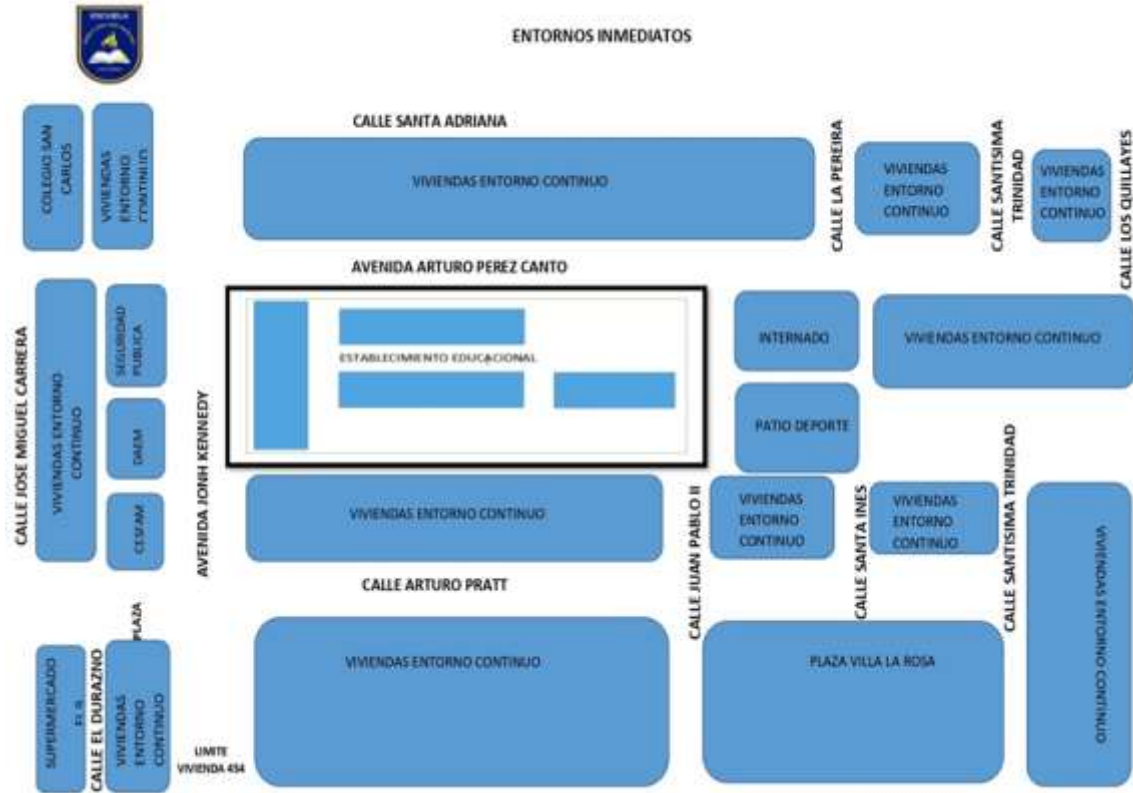 ESCUELA
ENTORNOS INMEDIATOS
CALLE SANTA ADRIANA
COLEGIO SAN
CARLOS
VIVIENDAS
ENTORNO
CONTINUO
VIVIENDAS ENTORNO CONTINUO
CALLE LA PEREIRA
VIVIENDAS
ENTORNO
CONTINUO
CALLE SANTISIMA
TRINIDAD
VIVIENDAS
ENTORNO
CONTINUO
CALLE LOS QUILLAYES
AVENIDA ARTURO PEREZ CANTO
CALLE JOSE MIGUEL CARRERA
VIVIENDAS ENTORNO
CONTINUO
SEGURIDAD
PUBLICA
DAEM
CESFAM
AVENIDA JONH KENNEDY
ESTABLECIMIENTO EDUCACIONAL
INTERNADO
VIVIENDAS ENTORNO CONTINUO
PATIO DEPORTE
VIVIENDAS ENTORNO CONTINUO
CALLE JUAN PABLO II
VIVIENDAS
ENTORNO
CONTINUO
CALLE SANTA INES
VIVIENDAS
ENTORNO
CONTINUO
CALLE SANTISIMA TRINIDAD
VIVIENDAS ENTORNO CONTINUO
CALLE ARTURO PRATT
PLAZA
SUPERMERCADO
CALLE EL DURAZNO
VIVIENDAS
ENTORNO
CONTINUO
LIMITE
VIVIENDA 454
VIVIENDAS ENTORNO CONTINUO
PLAZA VILLA LA ROSA